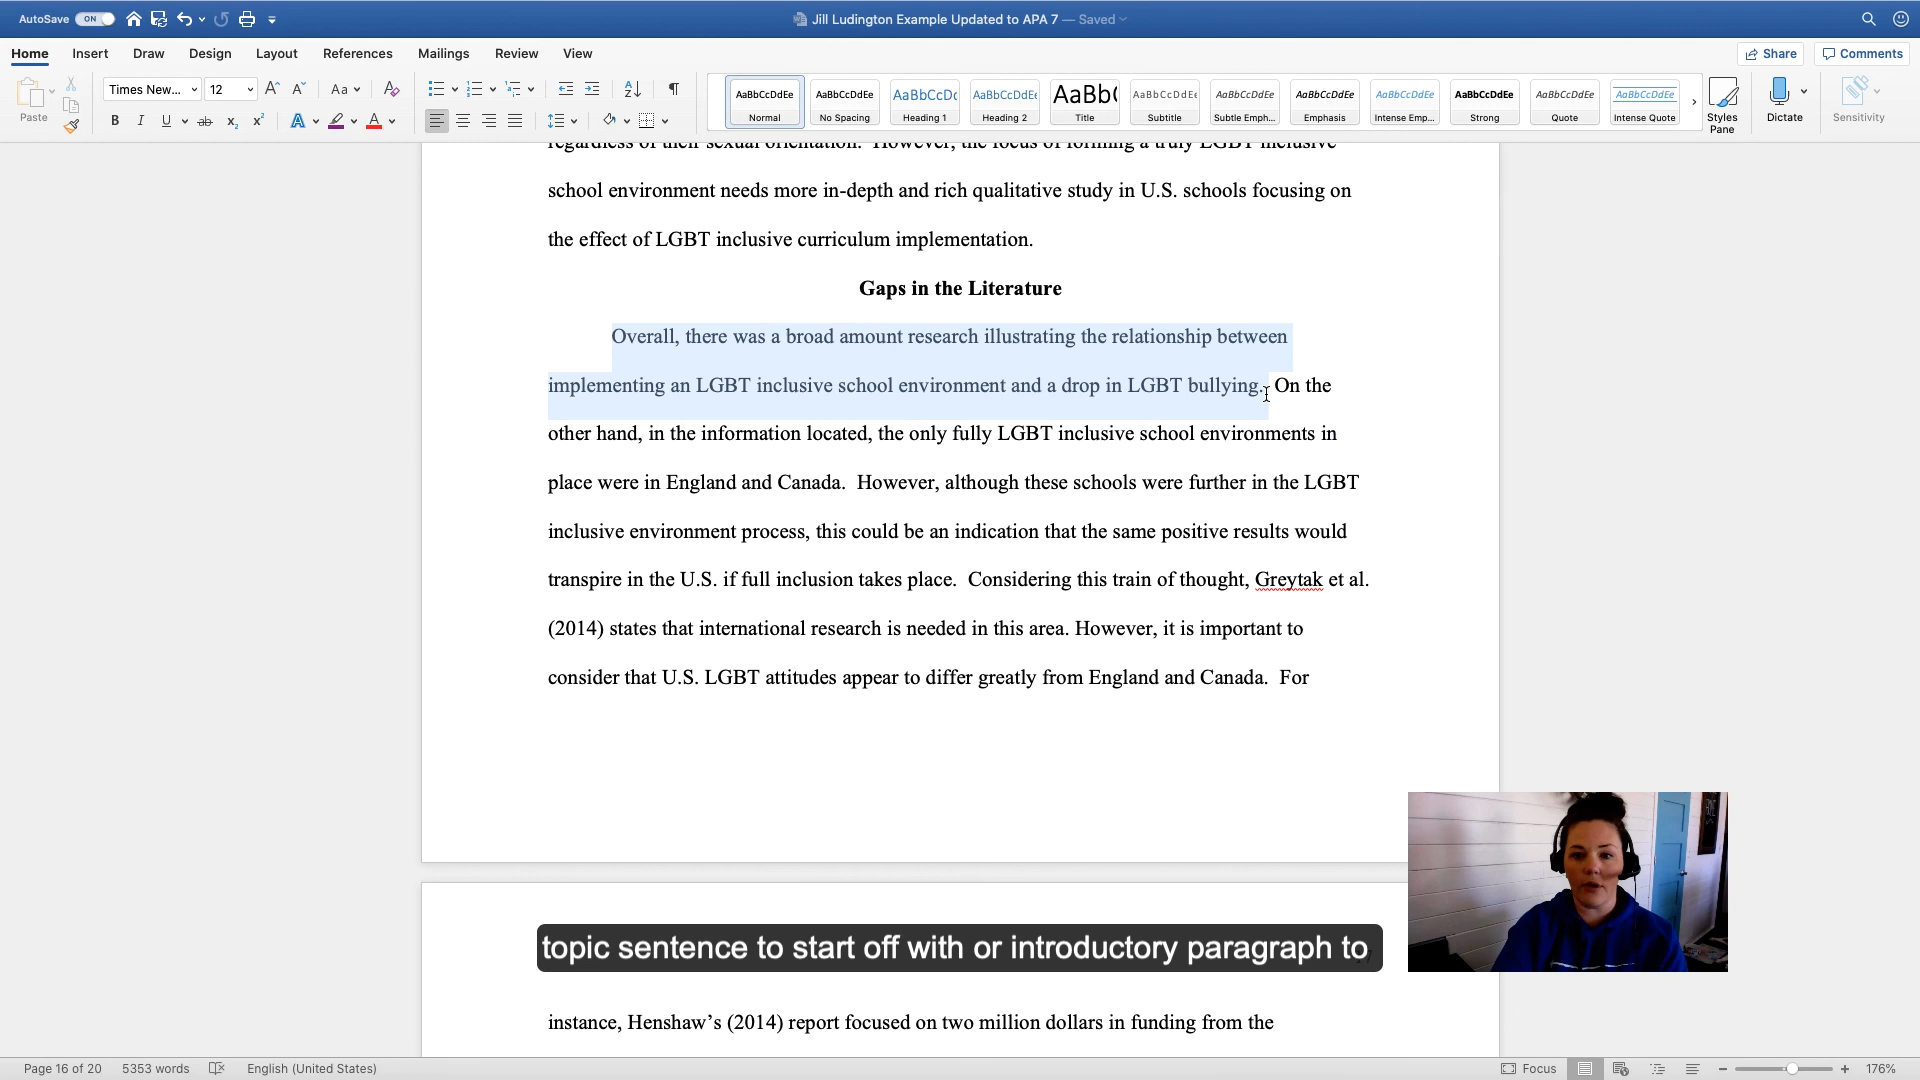 AutoSave ON Jill Ludington Example Updated to APA 7 — Saved
Home Insert Draw Design Layout References Mailings Review View Share Comments
Paste Times New... 12 Aa
AaBbCcDdEe AaBbCcDdEe AaBbCcDc AaBbCcDdEe AaBb( AaBbCcDdEe AaBbCcDdEe AaBbCcDdEe AaBbCcDdEe AaBbCcDdEe AaBbCcDdEe AaBbCcDdEe
Normal No Spacing Heading 1 Heading 2 Title Subtitle Subtle Emph... Emphasis Intense Emp... Strong Quote Intense Quote
Styles Pane Dictate Sensitivity
regardless of their sexual orientation. However, the focus of forming a truly LGBT inclusive
school environment needs more in-depth and rich qualitative study in U.S. schools focusing on
the effect of LGBT inclusive curriculum implementation.
Gaps in the Literature
Overall, there was a broad amount research illustrating the relationship between
implementing an LGBT inclusive school environment and a drop in LGBT bullying. On the
other hand, in the information located, the only fully LGBT inclusive school environments in
place were in England and Canada. However, although these schools were further in the LGBT
inclusive environment process, this could be an indication that the same positive results would
transpire in the U.S. if full inclusion takes place. Considering this train of thought, Greytak et al.
(2014) states that international research is needed in this area. However, it is important to
consider that U.S. LGBT attitudes appear to differ greatly from England and Canada. For
topic sentence to start off with or introductory paragraph to
instance, Henshaw’s (2014) report focused on two million dollars in funding from the
Page 16 of 20 5353 words English (United States) Focus 176%